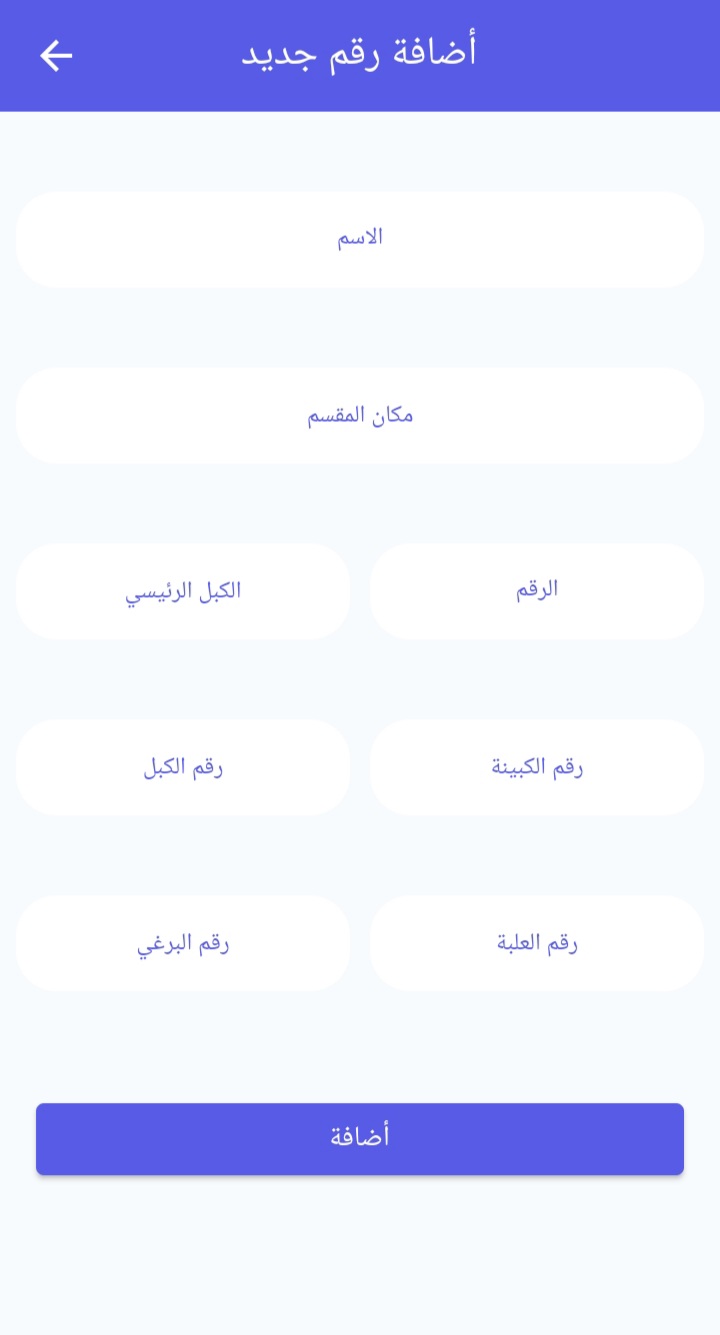 أضافة رقم جديد
الاسم
مكان المقسم
الرقم
الكبل الرئيسي
رقم الكبينة
رقم الكبل
رقم العلبة
رقم البرغي
أضافة